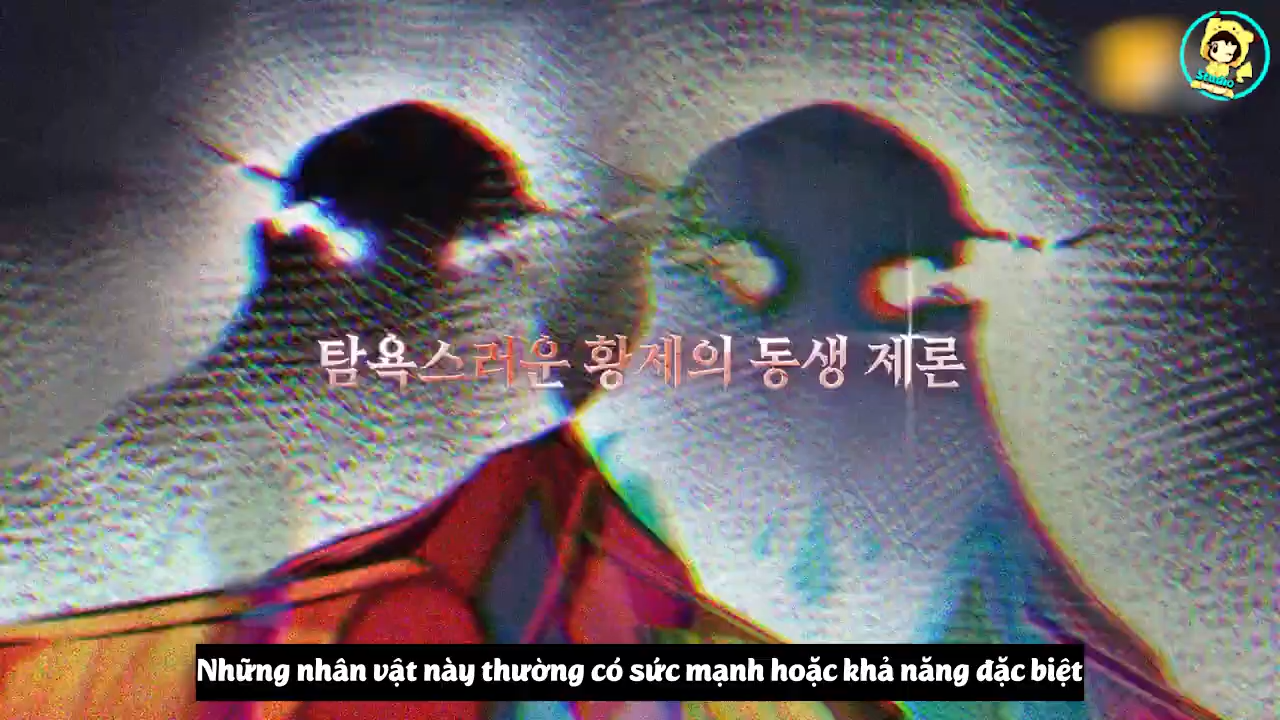 Studio
탐욕스러운 황제의 동생 제론
Những nhân vật này thường có sức mạnh hoặc khả năng đặc biệt